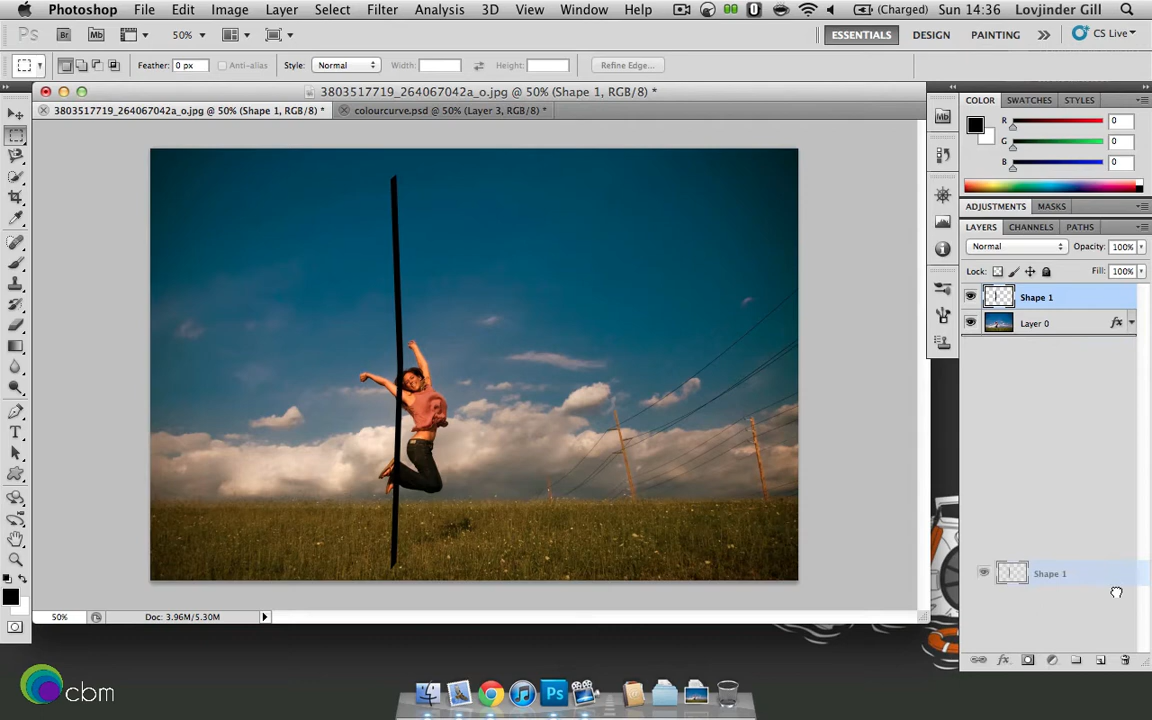 Photoshop File Edit Image Layer Select Filter Analysis 3D View Window Help (Charged) Sun 14:36 Lovjinder Gill
Ps Br Mb 50% ESSENTIALS DESIGN PAINTING CS Live
Feather: 0 px Anti-alias Style: Normal Width: Height: Refine Edge...
3803517719_264067042a_o.jpg @ 50% (Shape 1, RGB/8) *
3803517719_264067042a_o.jpg @ 50% (Shape 1, RGB/8) * colourcurve.psd @ 50% (Layer 3, RGB/8) *
COLOR SWATCHES STYLES
Mb
R 0
G 0
B 0
ADJUSTMENTS MASKS
LAYERS CHANNELS PATHS
Normal Opacity: 100%
Lock: Fill: 100%
Shape 1
Layer 0 fx
T
Shape 1
50% Doc: 3.96M/5.30M
fx
cbm
Ps